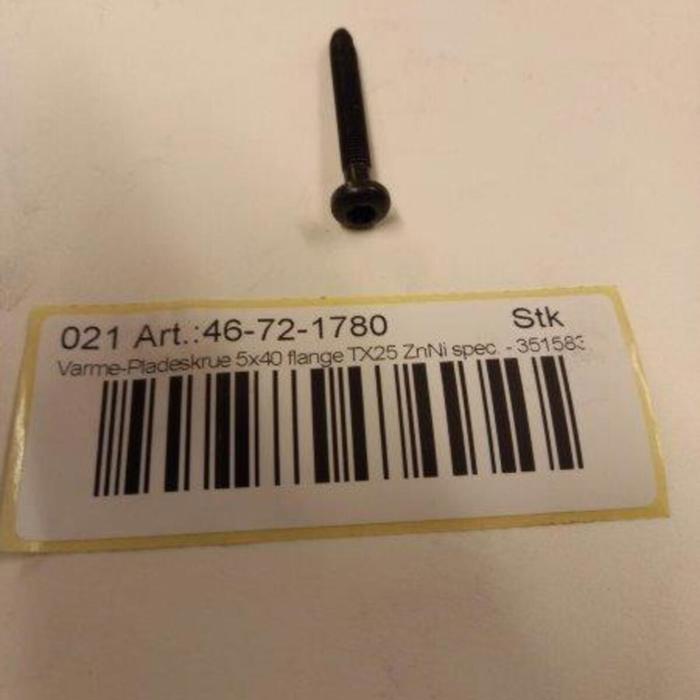 021 Art.:46-72-1780 Stk
Varme-Pladeskrue 5x40 flange TX25 ZnNi spec. - 351583